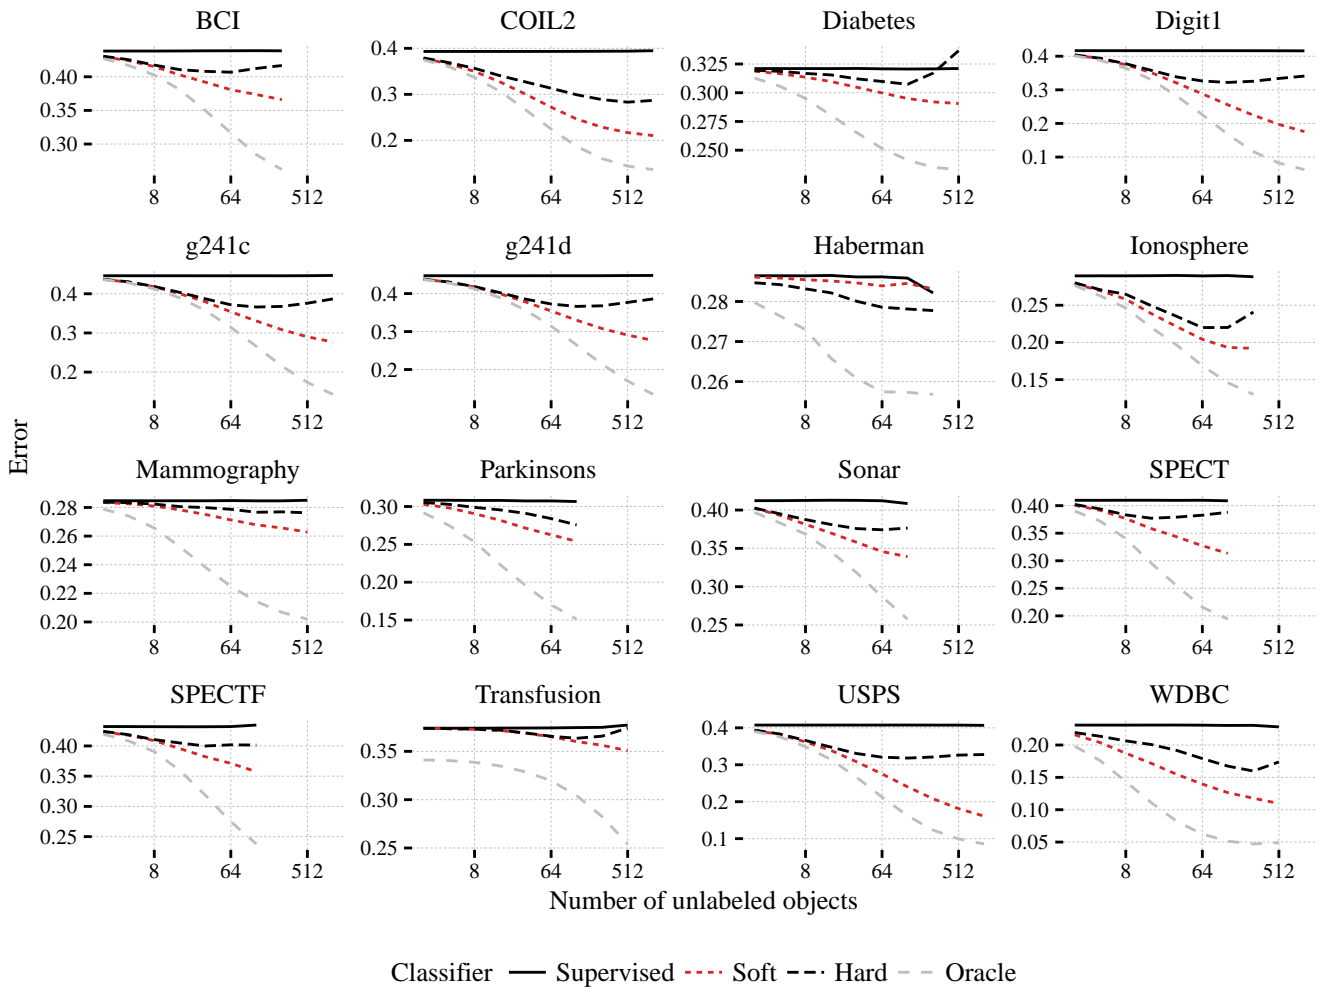 BCI COIL2 Diabetes Digit1
0.40 0.35 0.30
8 64 512
0.4 0.3 0.2
8 64 512
0.325 0.300 0.275 0.250
8 64 512
0.4 0.3 0.2 0.1
8 64 512
g241c g241d Haberman Ionosphere
0.4 0.3 0.2
8 64 512
0.4 0.3 0.2
8 64 512
0.28 0.27 0.26
8 64 512
0.25 0.20 0.15
8 64 512
Error
Mammography Parkinsons Sonar SPECT
0.28 0.26 0.24 0.22 0.20
8 64 512
0.30 0.25 0.20 0.15
8 64 512
0.40 0.35 0.30 0.25
8 64 512
0.40 0.35 0.30 0.25 0.20
8 64 512
SPECTF Transfusion USPS WDBC
0.40 0.35 0.30 0.25
8 64 512
0.35 0.30 0.25
8 64 512
0.4 0.3 0.2 0.1
8 64 512
0.20 0.15 0.10 0.05
8 64 512
Number of unlabeled objects
Classifier Supervised Soft Hard Oracle